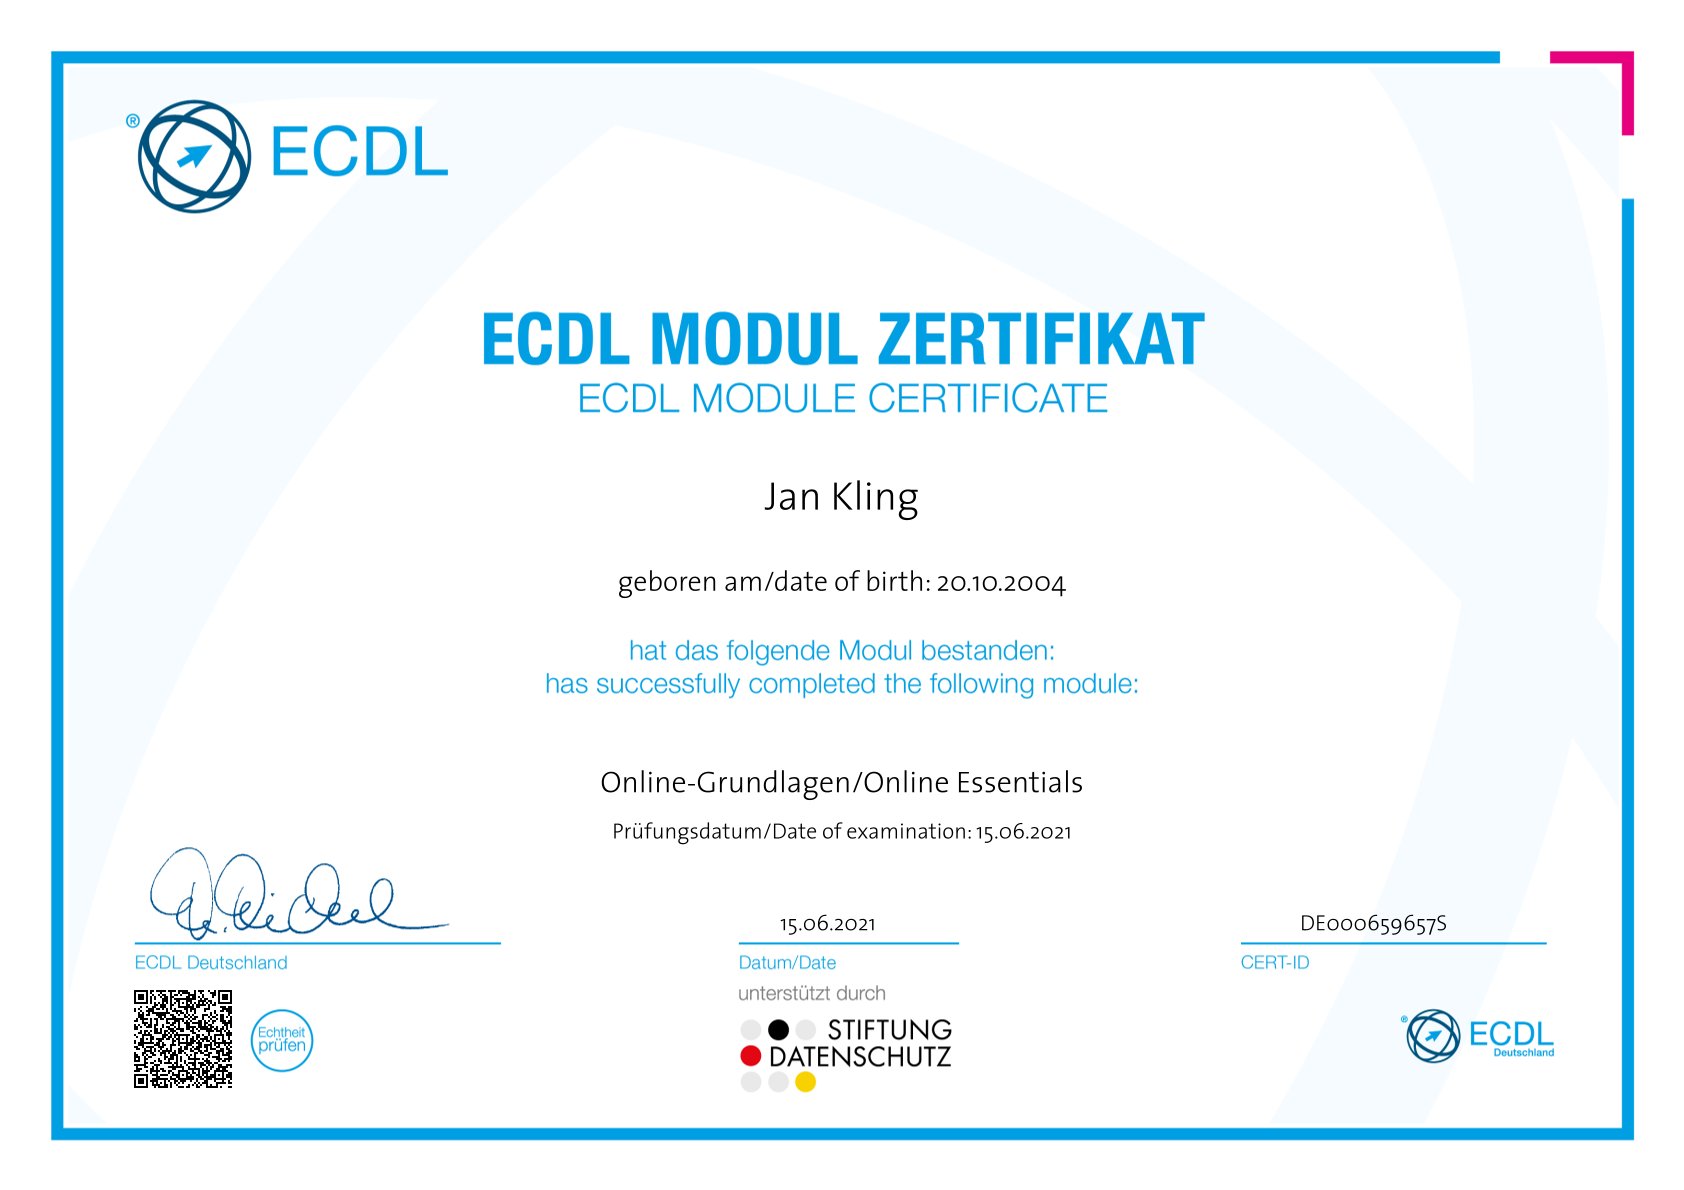 ® ECDL
ECDL MODUL ZERTIFIKAT
ECDL MODULE CERTIFICATE
Jan Kling
geboren am/date of birth: 20.10.2004
hat das folgende Modul bestanden:
has successfully completed the following module:
Online-Grundlagen/Online Essentials
Prüfungsdatum/Date of examination: 15.06.2021
ECDL Deutschland
Echtheit
prüfen
15.06.2021
Datum/Date
unterstützt durch
STIFTUNG
DATENSCHUTZ
DE000659657S
CERT-ID
® ECDL
Deutschland